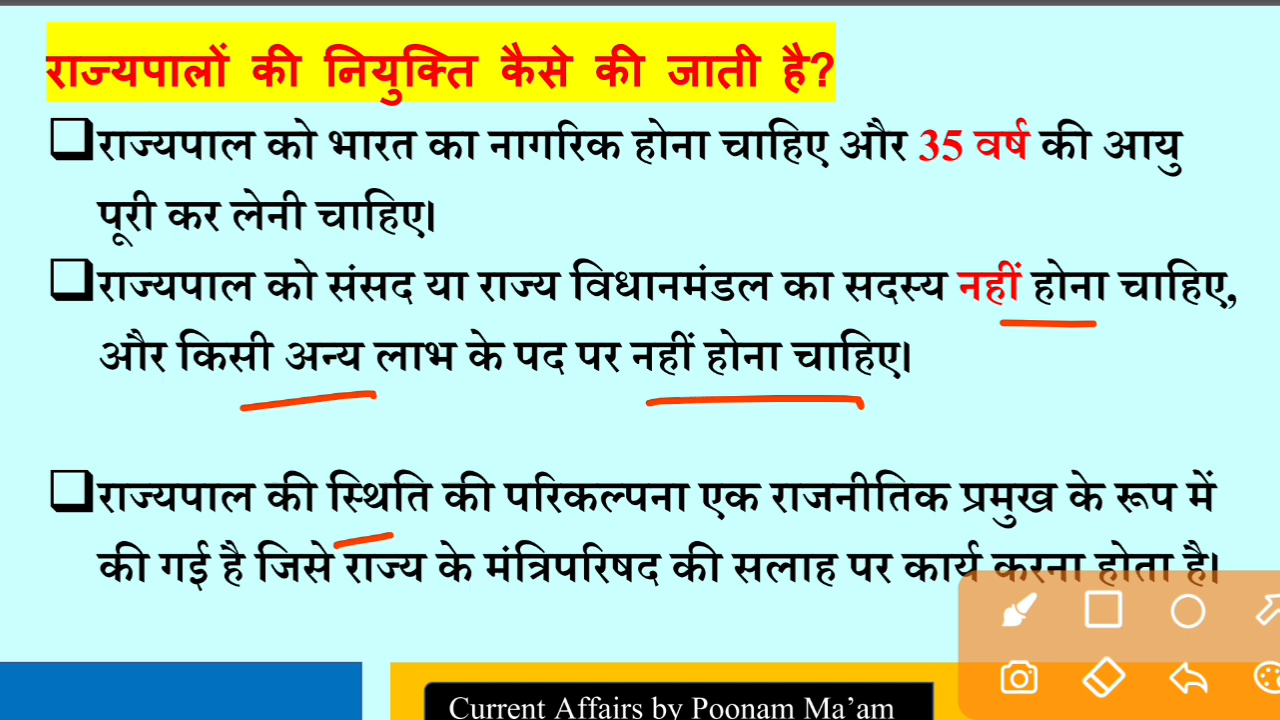 राज्यपालों की नियुक्ति कैसे की जाती है?
राज्यपाल को भारत का नागरिक होना चाहिए और 35 वर्ष की आयु
पूरी कर लेनी चाहिए।
राज्यपाल को संसद या राज्य विधानमंडल का सदस्य नहीं होना चाहिए,
और किसी अन्य लाभ के पद पर नहीं होना चाहिए।
राज्यपाल की स्थिति की परिकल्पना एक राजनीतिक प्रमुख के रूप में
की गई है जिसे राज्य के मंत्रिपरिषद की सलाह पर कार्य करना होता है।
Current Affairs by Poonam Ma’am